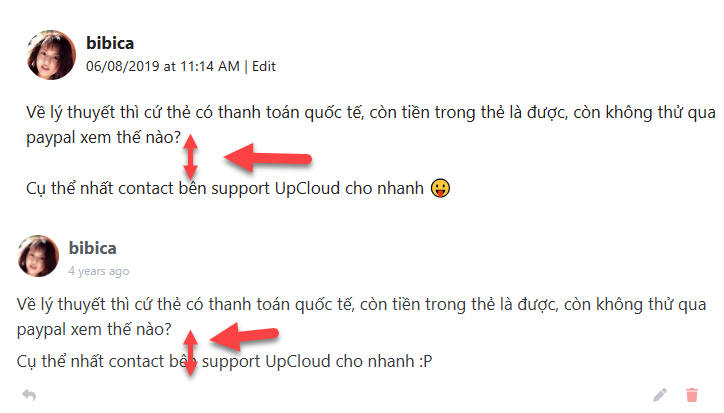 bibica
06/08/2019 at 11:14 AM | Edit
Về lý thuyết thì cứ thẻ có thanh toán quốc tế, còn tiền trong thẻ là được, còn không thử qua
paypal xem thế nào?
Cụ thể nhất contact bên support UpCloud cho nhanh 😛
bibica
4 years ago
Về lý thuyết thì cứ thẻ có thanh toán quốc tế, còn tiền trong thẻ là được, còn không thử qua
paypal xem thế nào?
Cụ thể nhất contact bên support UpCloud cho nhanh :P